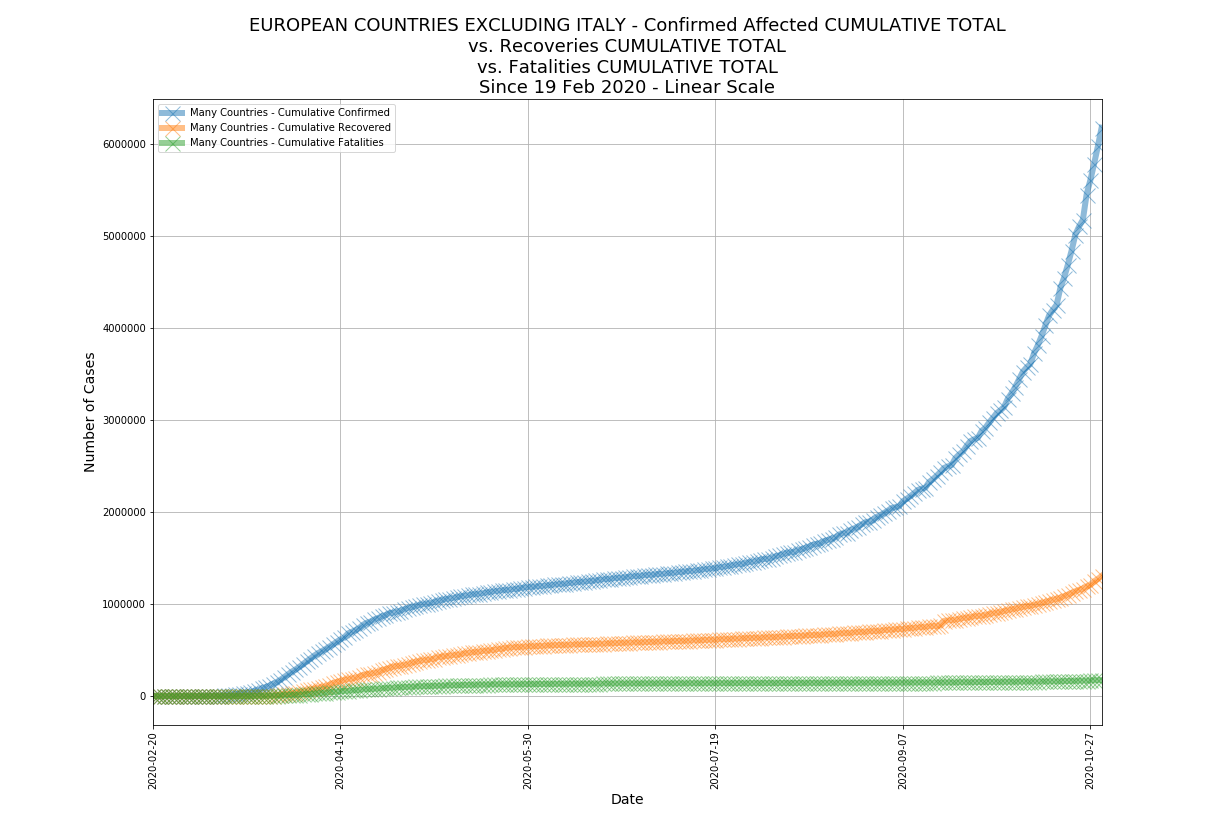 EUROPEAN COUNTRIES EXCLUDING ITALY - Confirmed Affected CUMULATIVE TOTAL
vs. Recoveries CUMULATIVE TOTAL
vs. Fatalities CUMULATIVE TOTAL
Since 19 Feb 2020 - Linear Scale
Many Countries - Cumulative Confirmed
Many Countries - Cumulative Recovered
Many Countries - Cumulative Fatalities
6000000
5000000
4000000
3000000
2000000
1000000
0
Number of Cases
2020-02-20
2020-04-10
2020-05-30
2020-07-19
2020-09-07
2020-10-27
Date